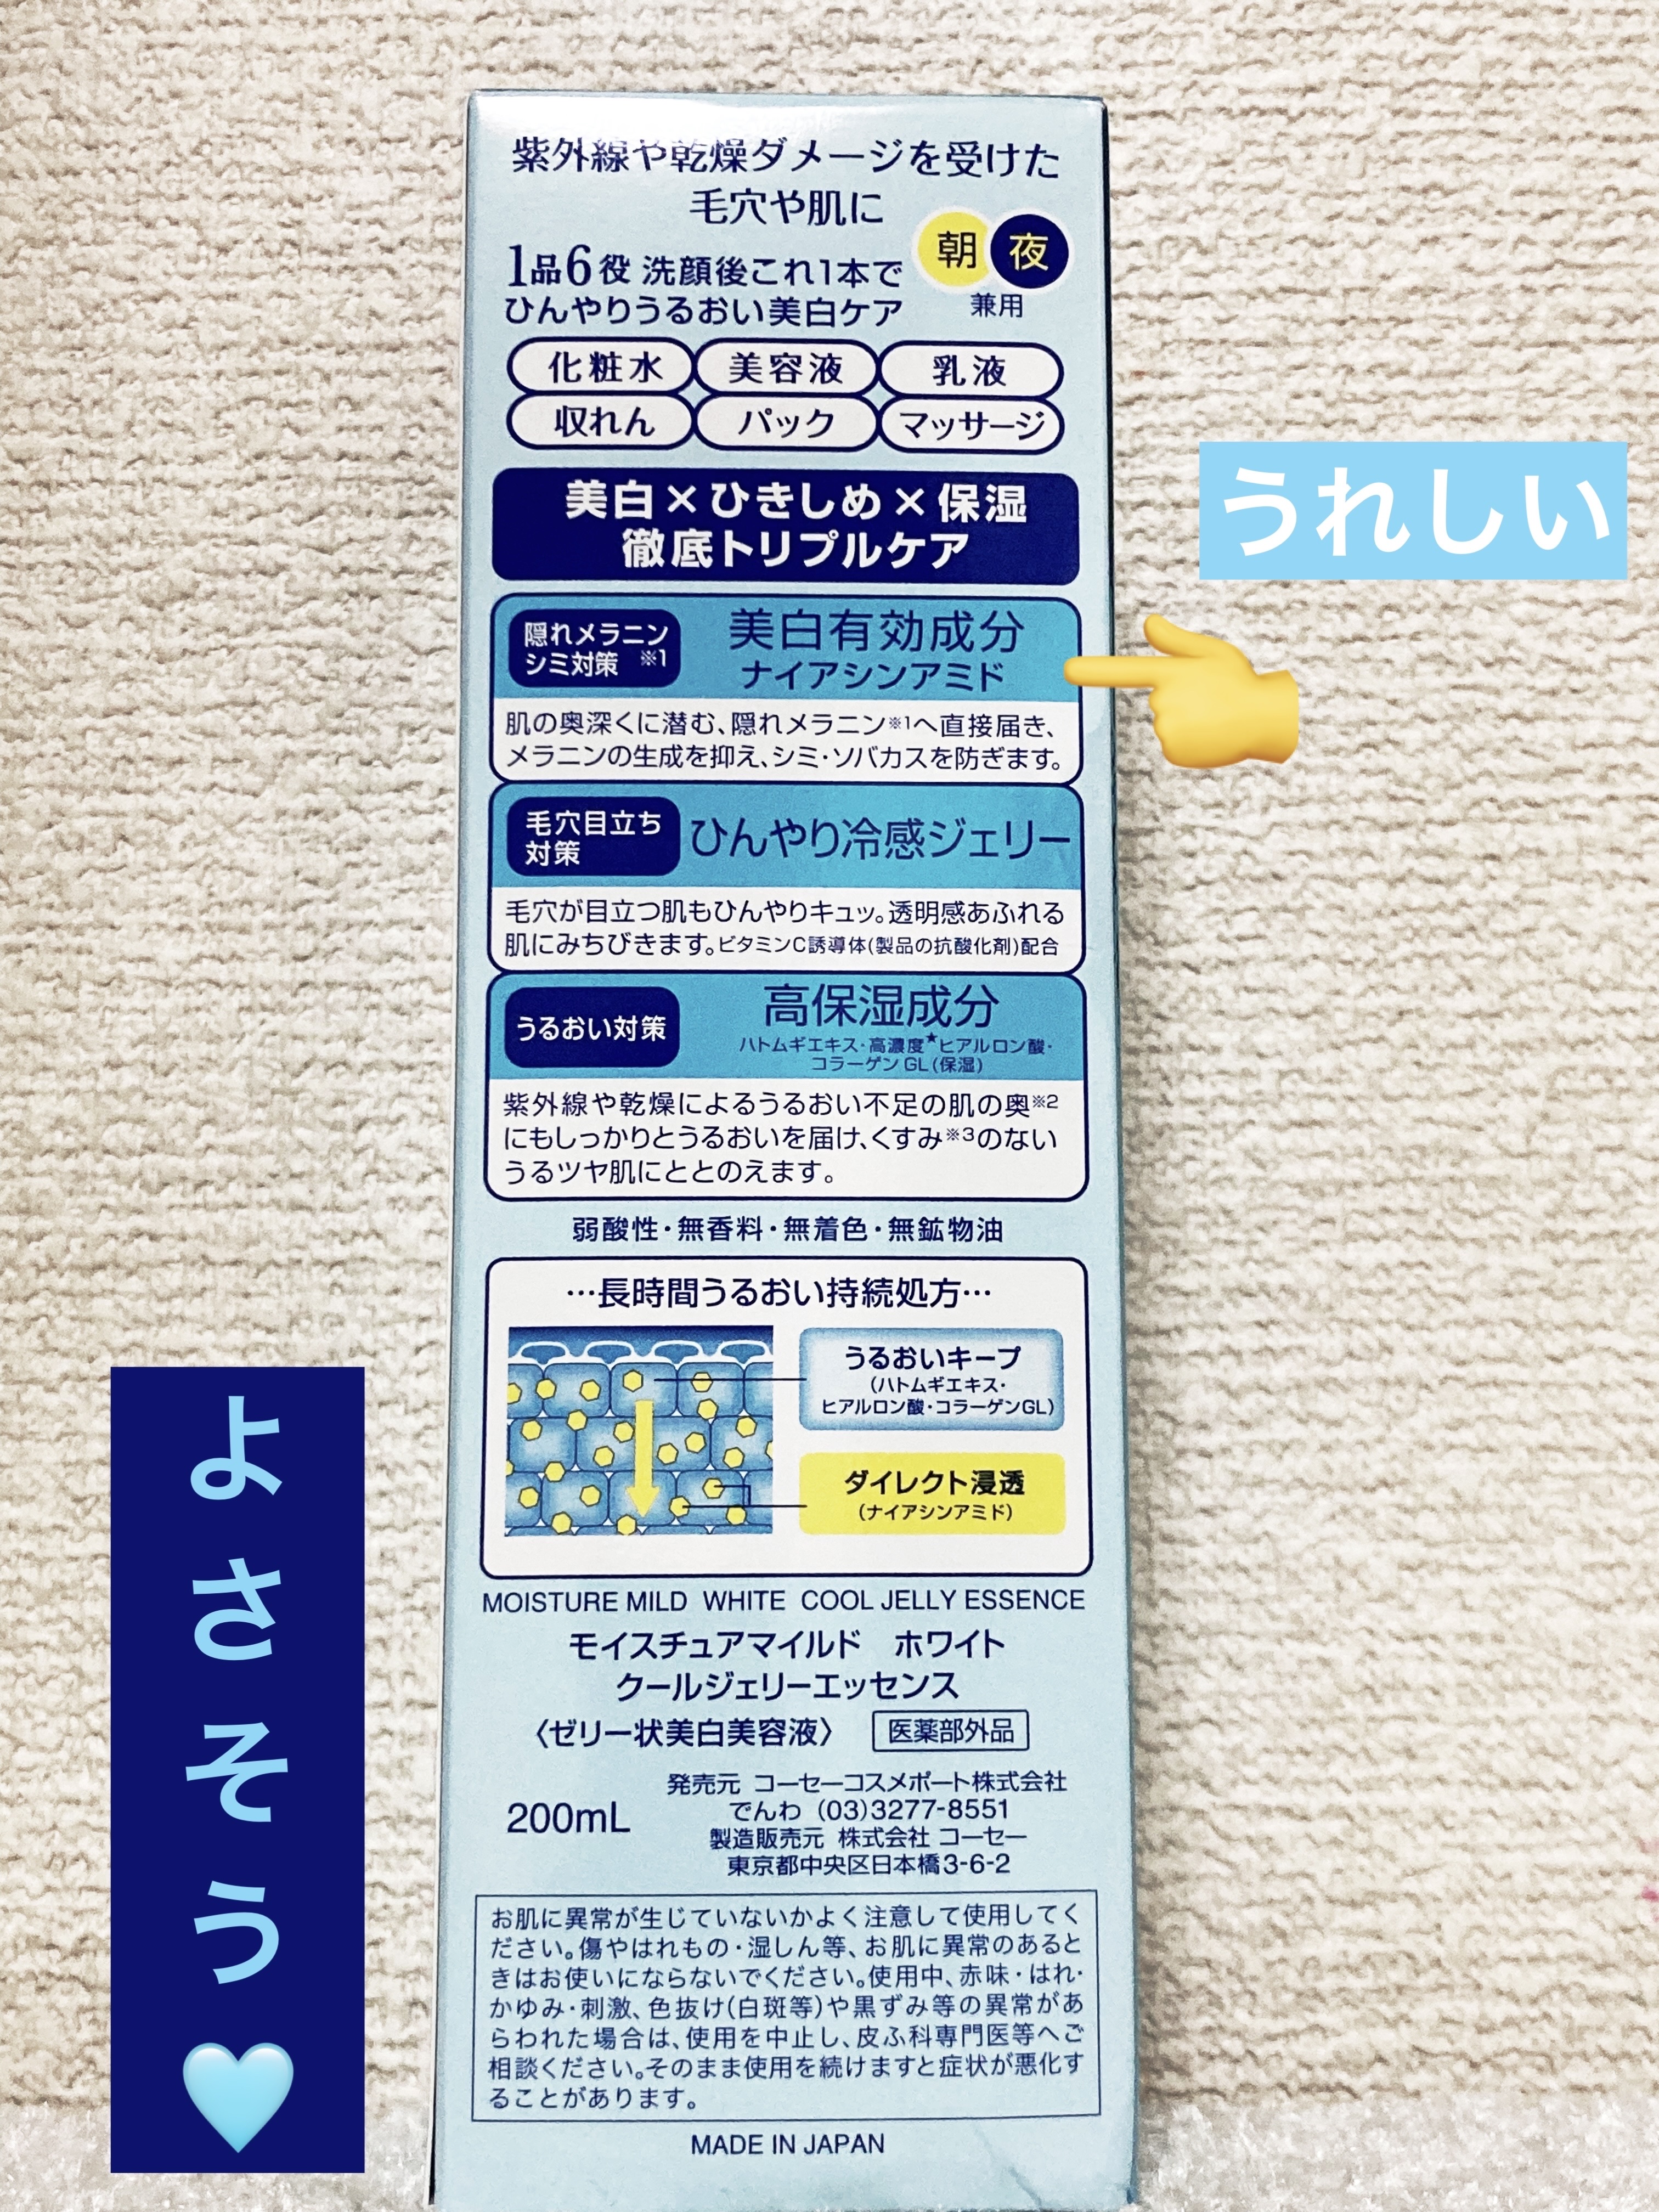 紫外線や乾燥ダメージを受けた
毛穴や肌に
1品6役 洗顔後これ1本で
ひんやりうるおい美白ケア
朝 夜
兼用
化粧水 美容液 乳液
収れん パック マッサージ
美白×ひきしめ×保湿
徹底トリプルケア
うれしい
隠れメラニン
シミ対策 ※1
美白有効成分
ナイアシンアミド
肌の奥深くに潜む、隠れメラニン※1へ直接届き、
メラニンの生成を抑え、シミ・ソバカスを防ぎます。
毛穴目立ち
対策
ひんやり冷感ジェリー
毛穴が目立つ肌もひんやりキュッ。透明感あふれる
肌にみちびきます。ビタミンC誘導体(製品の抗酸化剤)配合
うるおい対策
高保湿成分
ハトムギエキス・高濃度★ヒアルロン酸・
コラーゲン GL(保湿)
紫外線や乾燥によるうるおい不足の肌の奥※2
にもしっかりとうるおいを届け、くすみ※3のない
うるツヤ肌にととのえます。
弱酸性・無香料・無着色・無鉱物油
…長時間うるおい持続処方…
うるおいキープ
(ハトムギエキス・
ヒアルロン酸・コラーゲンGL)
ダイレクト浸透
(ナイアシンアミド)
MOISTURE MILD WHITE COOL JELLY ESSENCE
モイスチュアマイルド ホワイト
クールジェリーエッセンス
〈ゼリー状美白美容液〉 医薬部外品
200mL
発売元 コーセーコスメポート株式会社
でんわ (03)3277-8551
製造販売元 株式会社 コーセー
東京都中央区日本橋3-6-2
お肌に異常が生じていないかよく注意して使用してく
ださい。傷やはれもの・湿しん等、お肌に異常のあると
きはお使いにならないでください。使用中、赤味・はれ・
かゆみ・刺激、色抜け(白斑等)や黒ずみ等の異常があ
らわれた場合は、使用を中止し、皮ふ科専門医等へご
相談ください。そのまま使用を続けますと症状が悪化す
ることがあります。
MADE IN JAPAN
よさそう